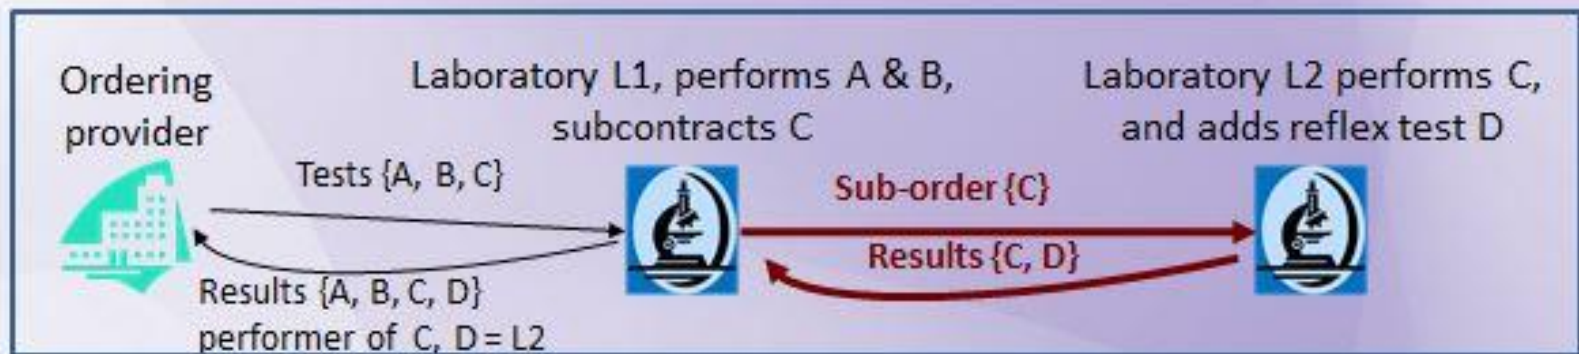 Ordering
provider
Laboratory L1, performs A & B,
subcontracts C
Laboratory L2 performs C,
and adds reflex test D
Tests {A, B, C}
Sub-order {C}
Results {C, D}
Results {A, B, C, D}
performer of C, D = L2